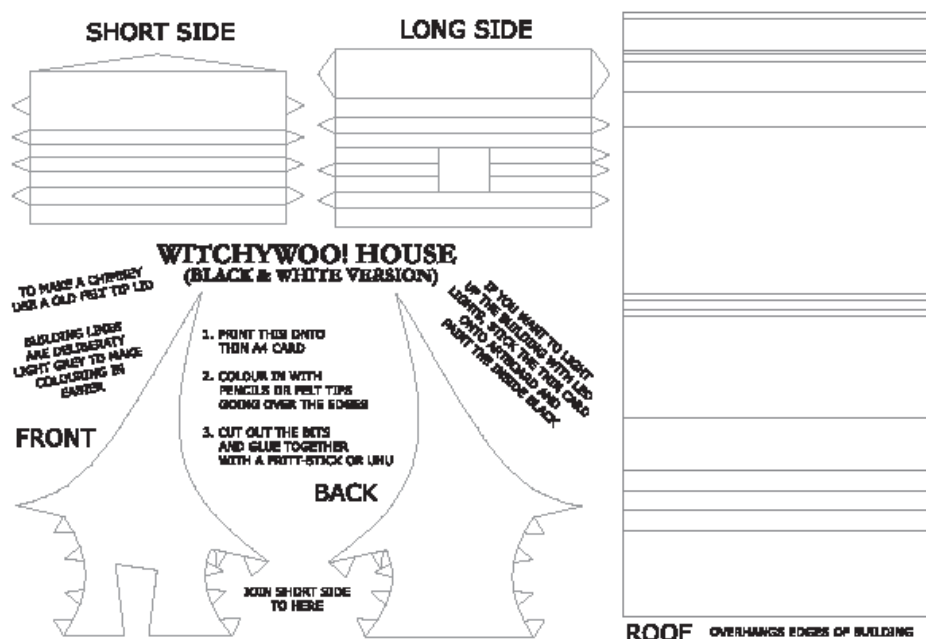 SHORT SIDE
LONG SIDE
WITCHYWOO! HOUSE
(BLACK & WHITE VERSION)
TO MAKE A CHIMNEY
USE A OLD FELT TIP LID
BUILDING LINES
ARE DELIBERATY
LIGHT GREY TO MAKE
COLOURING IN
EASIER
1. PRINT THIS ONTO
THIN A4 CARD
2. COLOUR IN WITH
PENCILS OR FELT TIPS
GOING OVER THE EDGES
3. CUT OUT THE BITS
AND GLUE TOGETHER
WITH A PRITT-STICK OR UHU
IF YOU WANT TO LIGHT
UP THE BUILDING WITH LED
LIGHTS, STICK THE THIN CARD
ONTO ARTBOARD AND
PAINT THE INSIDE BLACK
FRONT
BACK
JOIN SHORT SIDE
TO HERE
ROOF OVERHANGS EDGES OF BUILDING